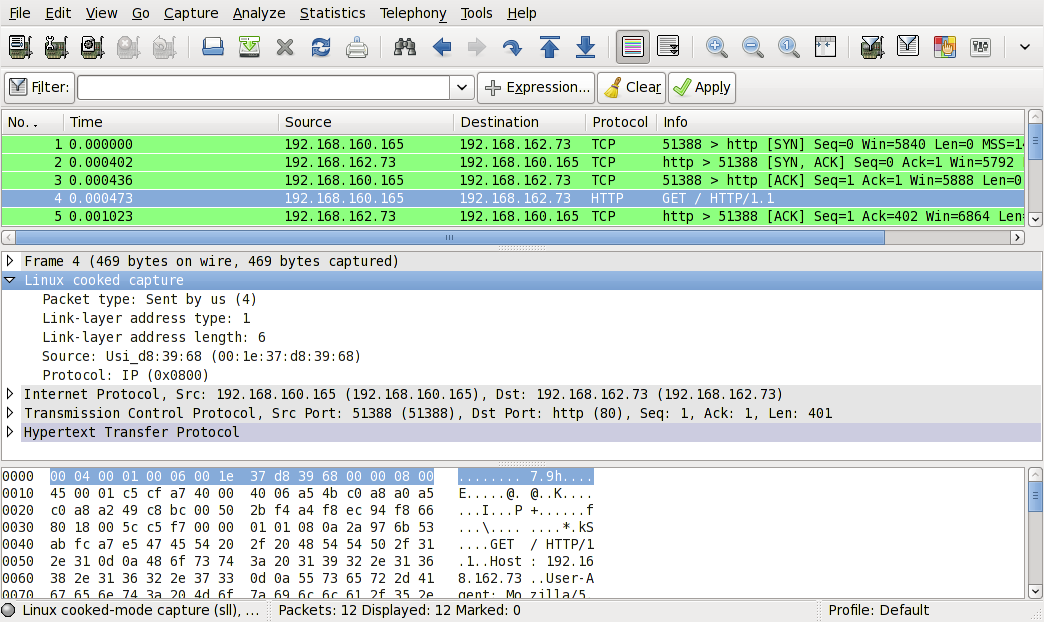 File Edit View Go Capture Analyze Statistics Telephony Tools Help
Filter: Expression... Clear Apply
No. . Time Source Destination Protocol Info
1 0.000000 192.168.160.165 192.168.162.73 TCP 51388 > http [SYN] Seq=0 Win=5840 Len=0 MSS=14
2 0.000402 192.168.162.73 192.168.160.165 TCP http > 51388 [SYN, ACK] Seq=0 Ack=1 Win=5792
3 0.000436 192.168.160.165 192.168.162.73 TCP 51388 > http [ACK] Seq=1 Ack=1 Win=5888 Len=0
4 0.000473 192.168.160.165 192.168.162.73 HTTP GET / HTTP/1.1
5 0.001023 192.168.162.73 192.168.160.165 TCP http > 51388 [ACK] Seq=1 Ack=402 Win=6864 Len=
Frame 4 (469 bytes on wire, 469 bytes captured)
Linux cooked capture
Packet type: Sent by us (4)
Link-layer address type: 1
Link-layer address length: 6
Source: Usi_d8:39:68 (00:1e:37:d8:39:68)
Protocol: IP (0x0800)
Internet Protocol, Src: 192.168.160.165 (192.168.160.165), Dst: 192.168.162.73 (192.168.162.73)
Transmission Control Protocol, Src Port: 51388 (51388), Dst Port: http (80), Seq: 1, Ack: 1, Len: 401
Hypertext Transfer Protocol
0000 00 04 00 01 00 06 00 1e 37 d8 39 68 00 00 08 00 ........ 7.9h....
0010 45 00 01 c5 cf a7 40 00 40 06 a5 4b c0 a8 a0 a5 E.....@. @..K....
0020 c0 a8 a2 49 c8 bc 00 50 2b f4 a4 f8 ec 94 f8 66 ...I...P +......f
0030 80 18 00 5c c5 f7 00 00 01 01 08 0a 2a 97 6b 53 ...\.... ....*.kS
0040 ab fc a7 e5 47 45 54 20 2f 20 48 54 54 50 2f 31 ....GET / HTTP/1
0050 2e 31 0d 0a 48 6f 73 74 3a 20 31 39 32 2e 31 36 .1..Host : 192.16
0060 38 2e 31 36 32 2e 37 33 0d 0a 55 73 65 72 2d 41 8.162.73 ..User-A
0070 67 65 6e 74 3a 20 4d 6f 7a 69 6c 6c 61 2f 35 2e gent: Mo zilla/5.
Linux cooked-mode capture (sll), ... Packets: 12 Displayed: 12 Marked: 0 Profile: Default